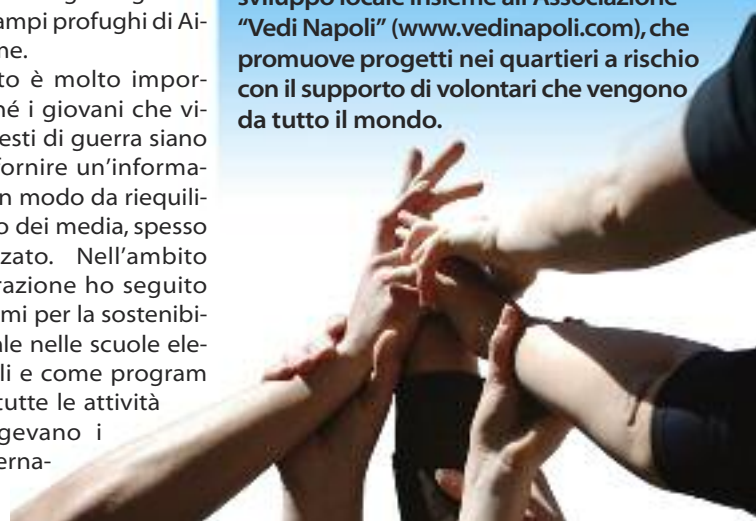 ampi profughi di Ai-
me.
to è molto impor-
né i giovani che vi-
esti di guerra siano
fornire un'informa-
n modo da riequili-
o dei media, spesso
zato. Nell'ambito
razione ho seguito
mi per la sostenibi-
le nelle scuole ele-
li e come program
tutte le attività
gevano i
erna-
sviluppo locale insieme all'Associazione
“Vedi Napoli” (www.vedinapoli.com), che
promuove progetti nei quartieri a rischio
con il supporto di volontari che vengono
da tutto il mondo.